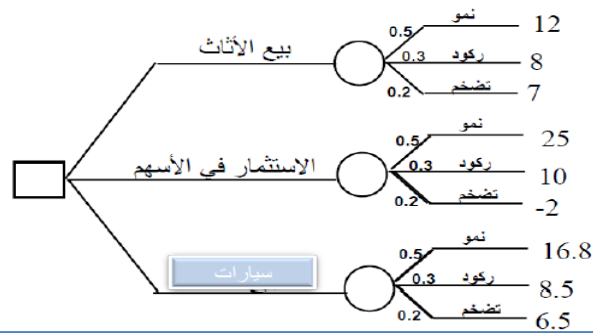 بيع الأثاث
0.5 نمو 12
0.3 ركود 8
0.2 تضخم 7
الاستثمار في الأسهم
0.5 نمو 25
0.3 ركود 10
0.2 تضخم -2
سيارات
0.5 نمو 16.8
0.3 ركود 8.5
0.2 تضخم 6.5